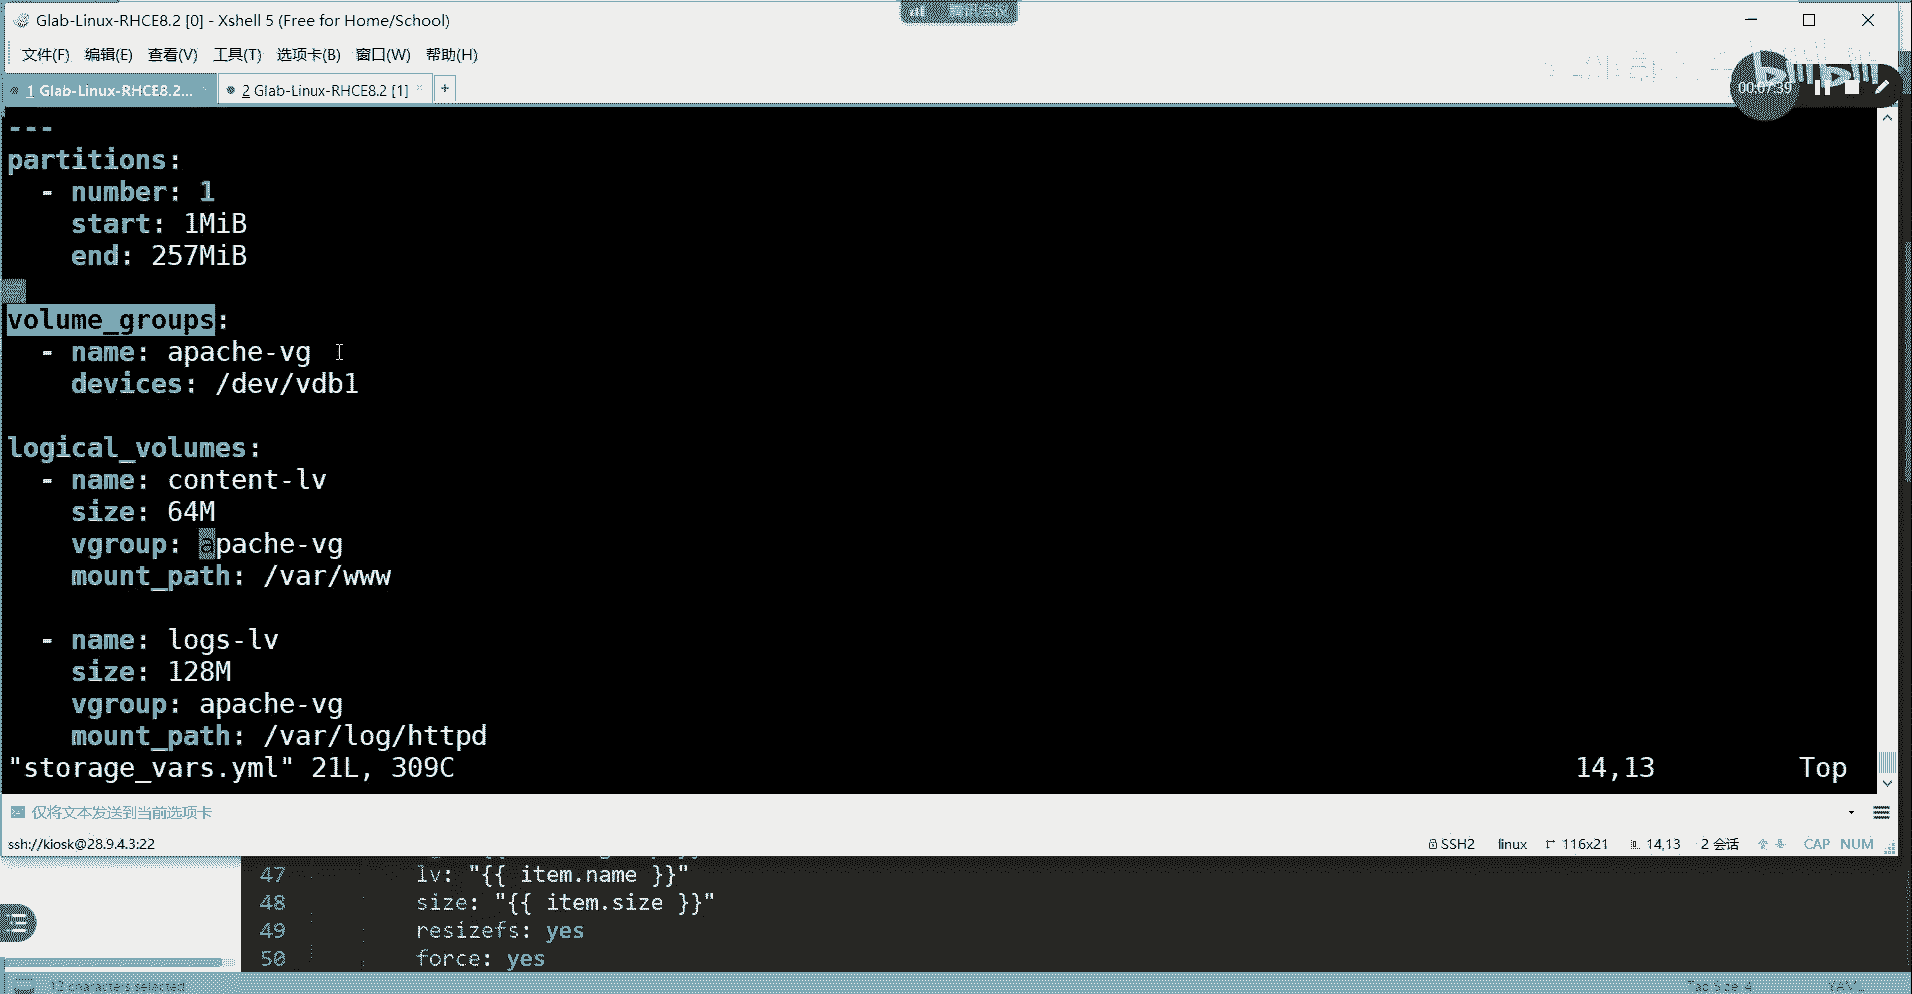 Glab-Linux-RHCE8.2 [0] - Xshell 5 (Free for Home/School)
文件(F) 编辑(E) 查看(V) 工具(T) 选项卡(B) 窗口(W) 帮助(H)
1 Glab-Linux-RHCE8.2... 2 Glab-Linux-RHCE8.2 [1] +
00:07:39
---
partitions:
  - number: 1
    start: 1MiB
    end: 257MiB
volume_groups:
  - name: apache-vg
    devices: /dev/vdb1
logical_volumes:
  - name: content-lv
    size: 64M
    vgroup: apache-vg
    mount_path: /var/www
  - name: logs-lv
    size: 128M
    vgroup: apache-vg
    mount_path: /var/log/httpd
"storage_vars.yml" 21L, 309C 14,13 Top
仅将文本发送到当前选项卡
ssh://kiosk@28.9.4.3:22 SSH2 linux 116x21 14,13 2 会话 CAP NUM
47 lv: "{{ item.name }}"
48 size: "{{ item.size }}"
49 resizefs: yes
50 force: yes
characters selected Tab Size: 4 YAML